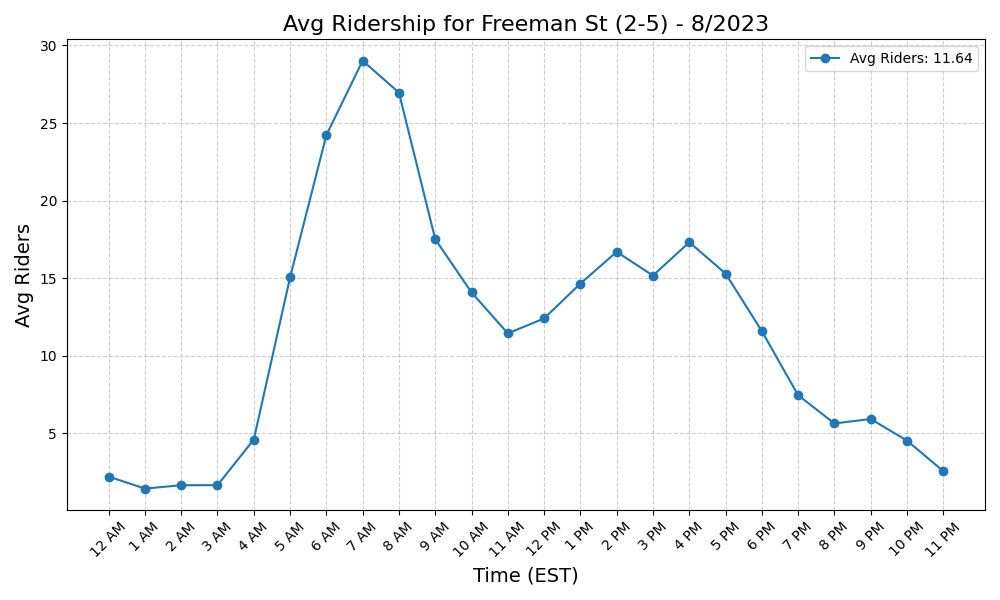 Avg Ridership for Freeman St (2-5) - 8/2023
Avg Riders: 11.64
Avg Riders
30
25
20
15
10
5
12 AM
1 AM
2 AM
3 AM
4 AM
5 AM
6 AM
7 AM
8 AM
9 AM
10 AM
11 AM
12 PM
1 PM
2 PM
3 PM
4 PM
5 PM
6 PM
7 PM
8 PM
9 PM
10 PM
11 PM
Time (EST)